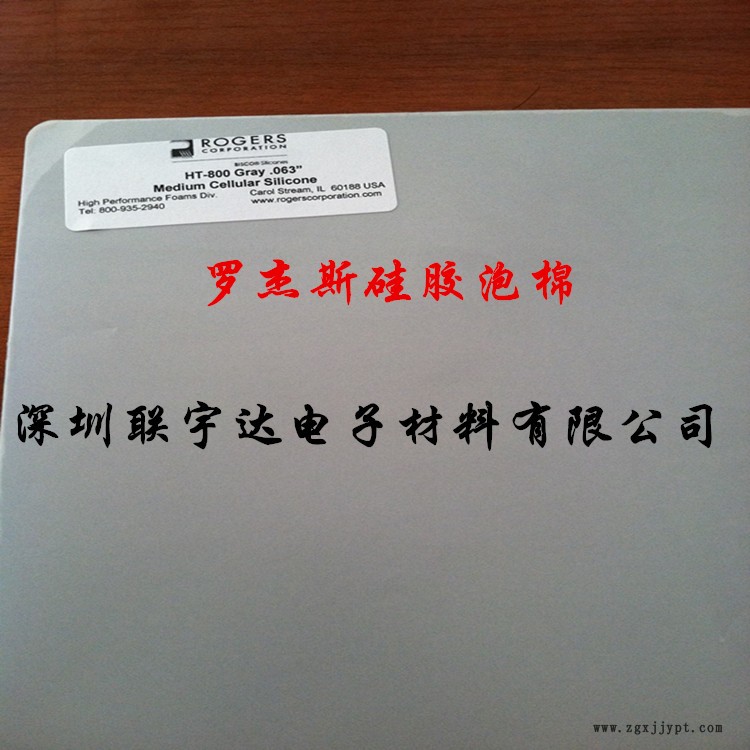 ROGERS
CORPORATION
BISCO® Silicones
HT-800 Gray .063"
Medium Cellular Silicone
High Performance Foams Div. Carol Stream, IL 60188 USA
Tel: 800-935-2940 www.rogerscorporation.com
罗杰斯硅胶泡棉
深圳联宇达电子材料有限公司
www.zgxjjypt.com